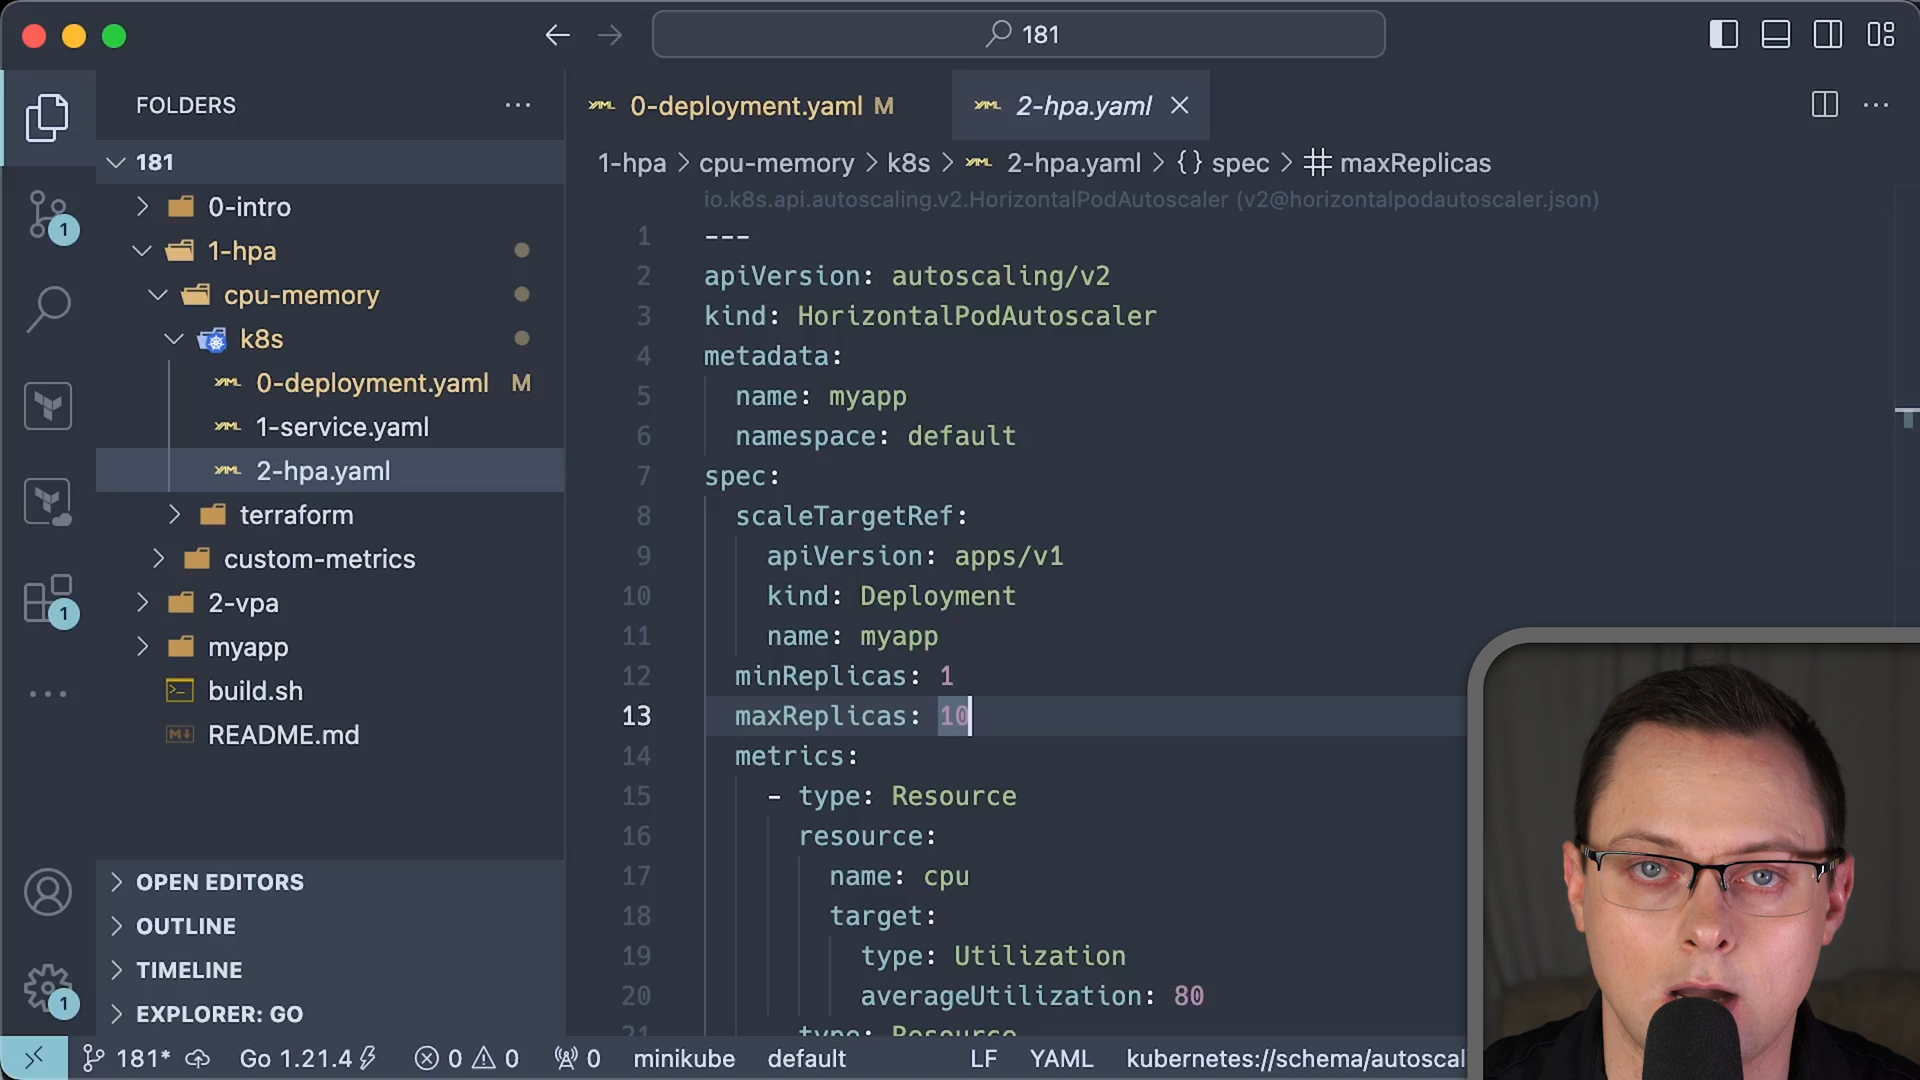 181
FOLDERS
181
0-intro
1-hpa
cpu-memory
k8s
0-deployment.yaml M
1-service.yaml
2-hpa.yaml
terraform
custom-metrics
2-vpa
myapp
build.sh
README.md
OPEN EDITORS
OUTLINE
TIMELINE
EXPLORER: GO
1
1
1
0-deployment.yaml M
2-hpa.yaml
1-hpa > cpu-memory > k8s > 2-hpa.yaml > {} spec > # maxReplicas
io.k8s.api.autoscaling.v2.HorizontalPodAutoscaler (v2@horizontalpodautoscaler.json)
1 ---
2 apiVersion: autoscaling/v2
3 kind: HorizontalPodAutoscaler
4 metadata:
5 name: myapp
6 namespace: default
7 spec:
8 scaleTargetRef:
9 apiVersion: apps/v1
10 kind: Deployment
11 name: myapp
12 minReplicas: 1
13 maxReplicas: 10
14 metrics:
15 - type: Resource
16 resource:
17 name: cpu
18 target:
19 type: Utilization
20 averageUtilization: 80
21 - type: Resource
181* Go 1.21.4 0 0 0 minikube default LF YAML kubernetes://schema/autoscal